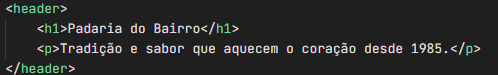 <header>
    <h1>Padaria do Bairro</h1>
    <p>Tradição e sabor que aquecem o coração desde 1985.</p>
</header>